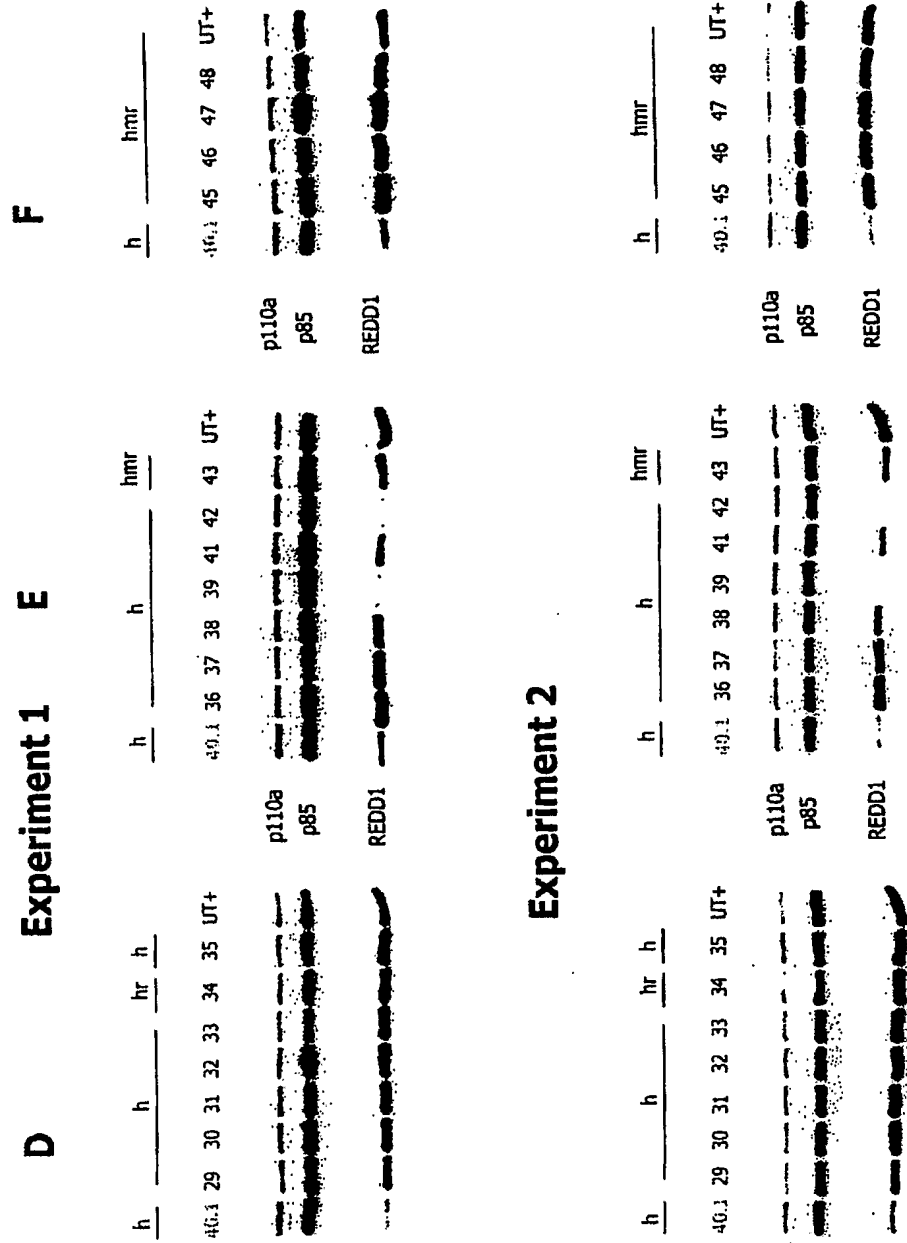 Experiment 1
D
h h hr h
40.1 29 30 31 32 33 34 35 UT+
p110a
p85
REDD1
E
h h hmr
40.1 36 37 38 39 41 42 43 UT+
p110a
p85
REDD1
F
h hmr
40.1 45 46 47 48 UT+
Experiment 2
h h hr h
40.1 29 30 31 32 33 34 35 UT+
p110a
p85
REDD1
h h hmr
40.1 36 37 38 39 41 42 43 UT+
p110a
p85
REDD1
h hmr
40.1 45 46 47 48 UT+